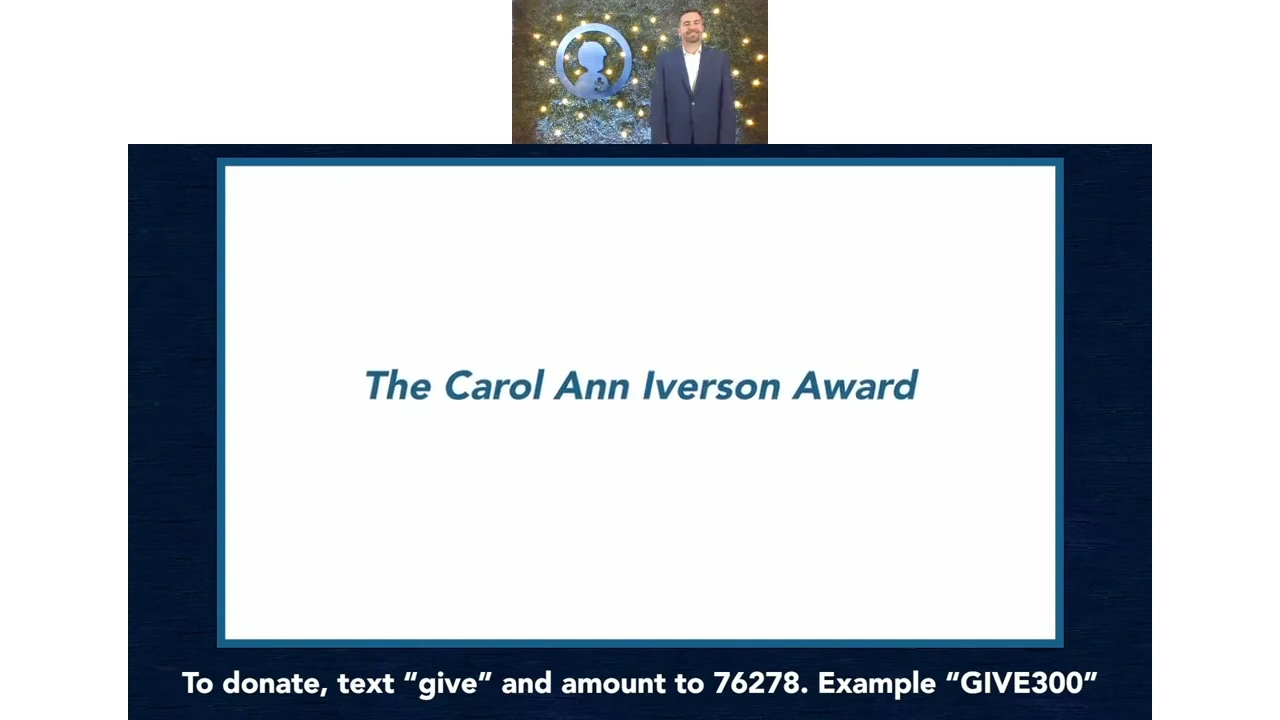 The Carol Ann Iverson Award
To donate, text “give” and amount to 76278. Example “GIVE300”